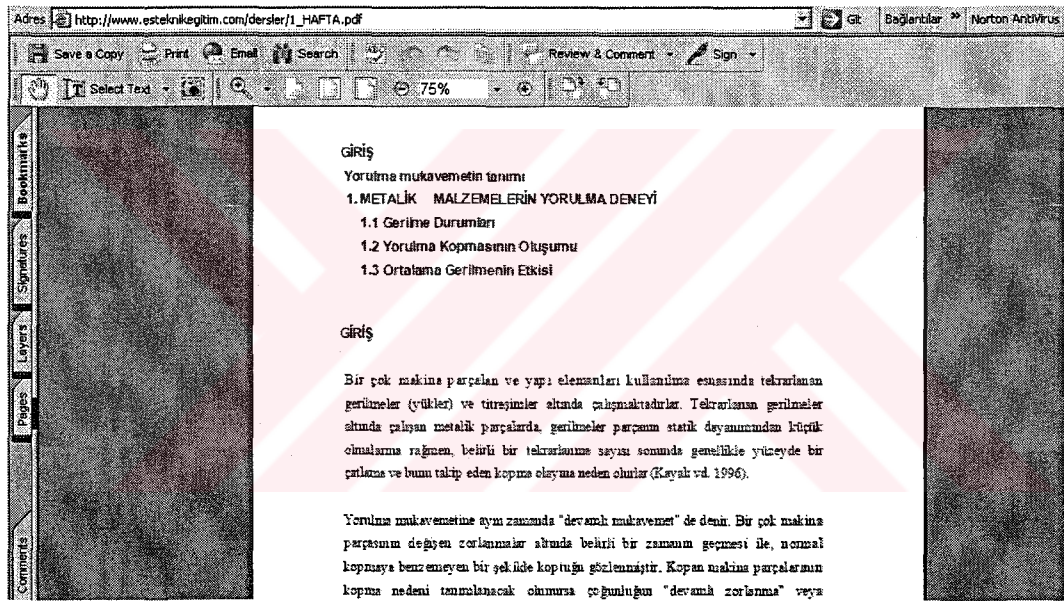 Adres http://www.esteknikegitim.com/dersler/1_HAFTA.pdf Git Bağlantılar » Norton AntiVirus
Save a Copy Print Email Search Review & Comment Sign
Select Text 75%
Bookmarks
Signatures
Layers
Pages
Comments
GİRİŞ
Yorulma mukavemetin tanımı
1. METALİK MALZEMELERİN YORULMA DENEYİ
1.1 Gerilme Durumları
1.2 Yorulma Kopmasının Oluşumu
1.3 Ortalama Gerilmenin Etkisi
GİRİŞ
Bir çok makina parçaları ve yapı elemanları kullanılma esnasında tekrarlanan
gerilmeler (yükler) ve titreşimler altında çalışmaktadırlar. Tekrarlanan gerilmeler
altında çalışan metalik parçalarda, gerilmeler parçanın statik dayanımından küçük
olmalarına rağmen, belirli bir tekrarlanma sayısı sonunda genellikle yüzeyde bir
çatlama ve bunu takip eden kopma olayına neden olurlar (Kayalı vd. 1996).
Yorulma mukavemetine aynı zamanda "devamlı mukavemet" de denir. Bir çok makina
parçasının değişen zorlanmalar altında belirli bir zamanın geçmesi ile, normal
kopmaya benzemeyen bir şekilde koptuğu gözlenmiştir. Kopan makina parçalarının
kopma nedeni tanımlanacak olunursa çoğunluğun "devamlı zorlanma" veya